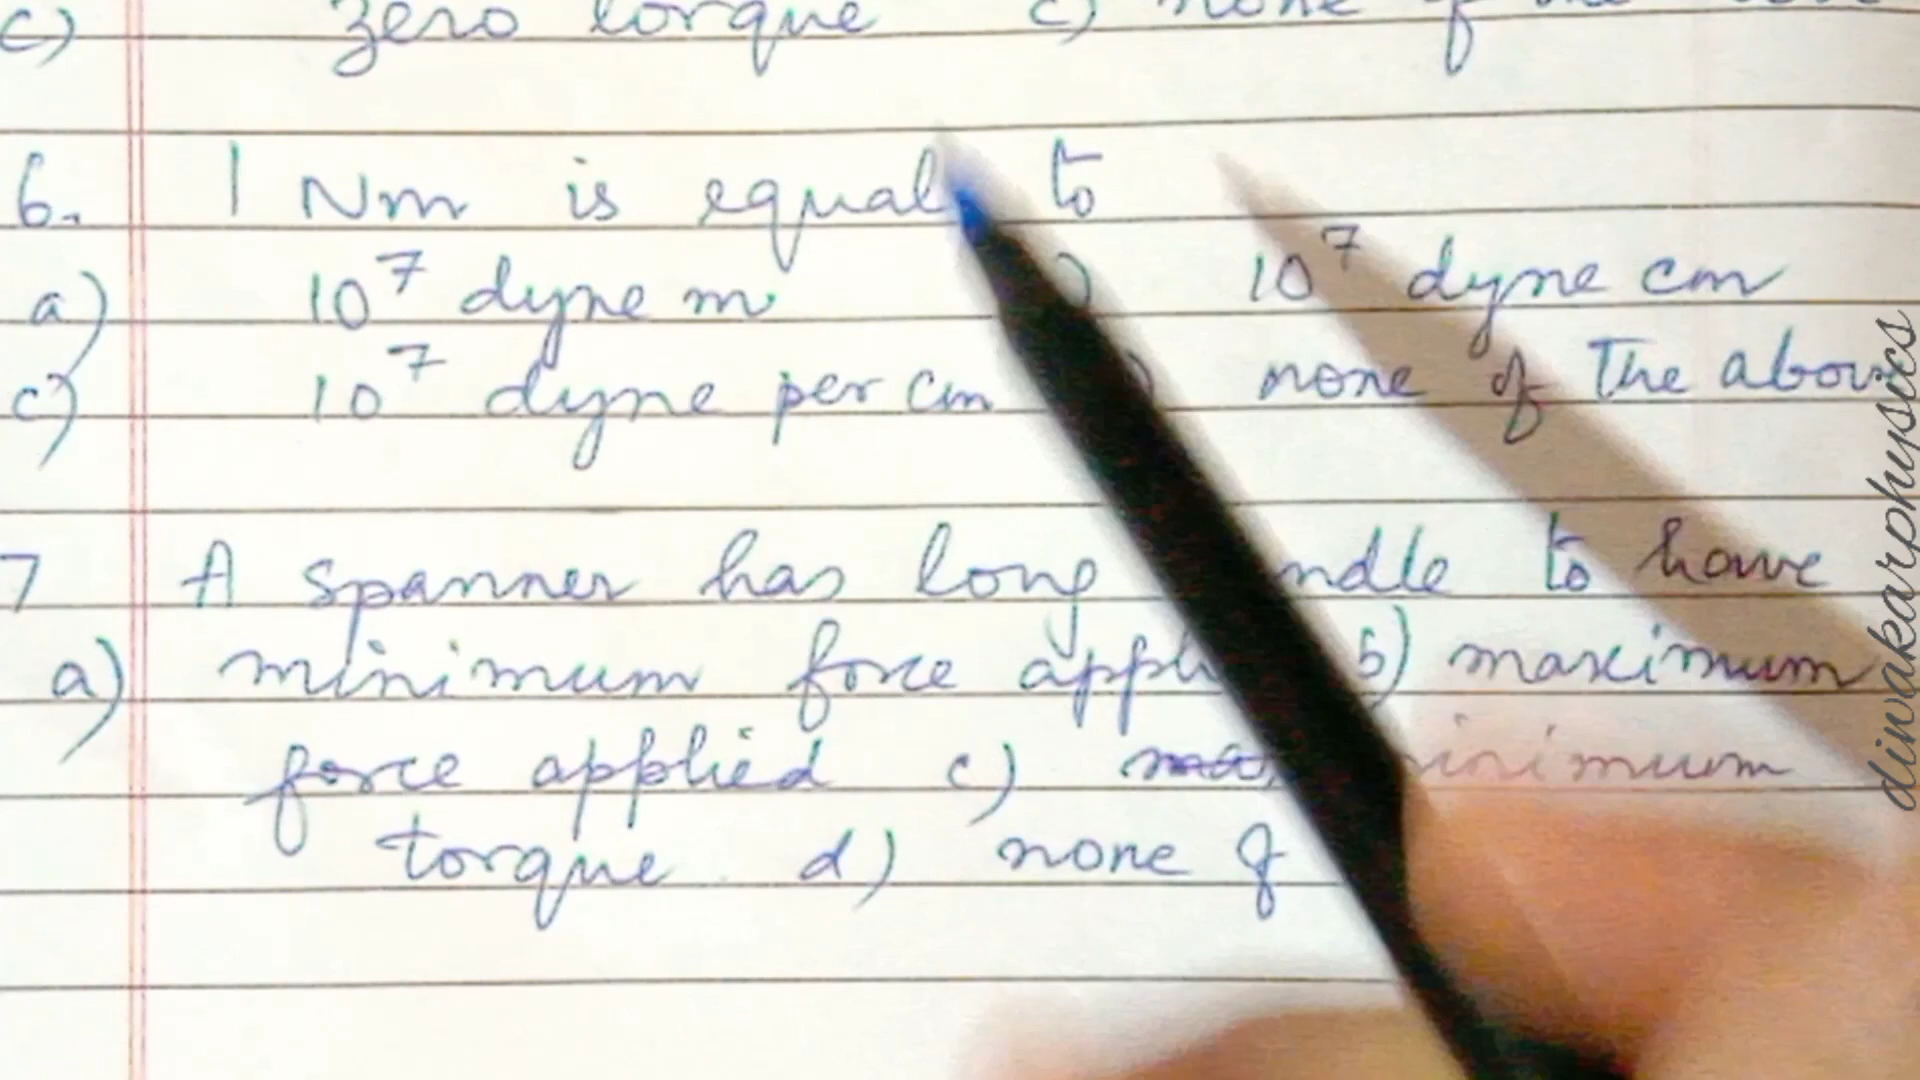 c) zero torque c) none of the
6. 1 Nm is equal to
a) 10⁷ dyne m ) 10⁷ dyne cm
c) 10⁷ dyne per cm ) none of the above
7 A spanner has long ndle to have
a) minimum force appli b) maximum
force applied c) inimum
torque d) none of
diwakarphysics